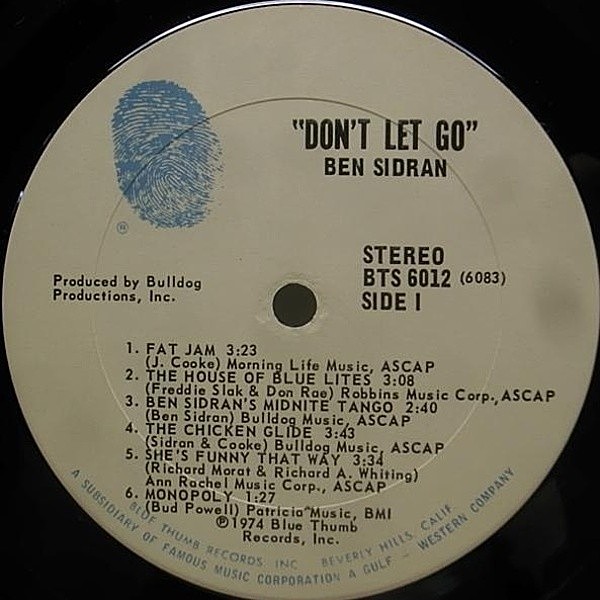 "DON'T LET GO"
BEN SIDRAN
®
STEREO
BTS 6012 (6083)
SIDE I
Produced by Bulldog
Productions, Inc.
1. FAT JAM 3:23
(J. Cooke) Morning Life Music, ASCAP
2. THE HOUSE OF BLUE LITES 3:08
(Freddie Slak & Don Rae) Robbins Music Corp., ASCAP
3. BEN SIDRAN'S MIDNITE TANGO 2:40
(Ben Sidran) Bulldog Music, ASCAP
4. THE CHICKEN GLIDE 3:43
(Sidran & Cooke) Bulldog Music, ASCAP
5. SHE'S FUNNY THAT WAY 3:34
(Richard Morat & Richard A. Whiting)
Ann Rachel Music Corp., ASCAP
6. MONOPOLY 1:27
(Bud Powell) Patricia Music, BMI
℗1974 Blue Thumb
Records, Inc.
BLUE THUMB RECORDS, INC. BEVERLY HILLS, CALIF.
A SUBSIDIARY OF FAMOUS MUSIC CORPORATION A GULF - WESTERN COMPANY